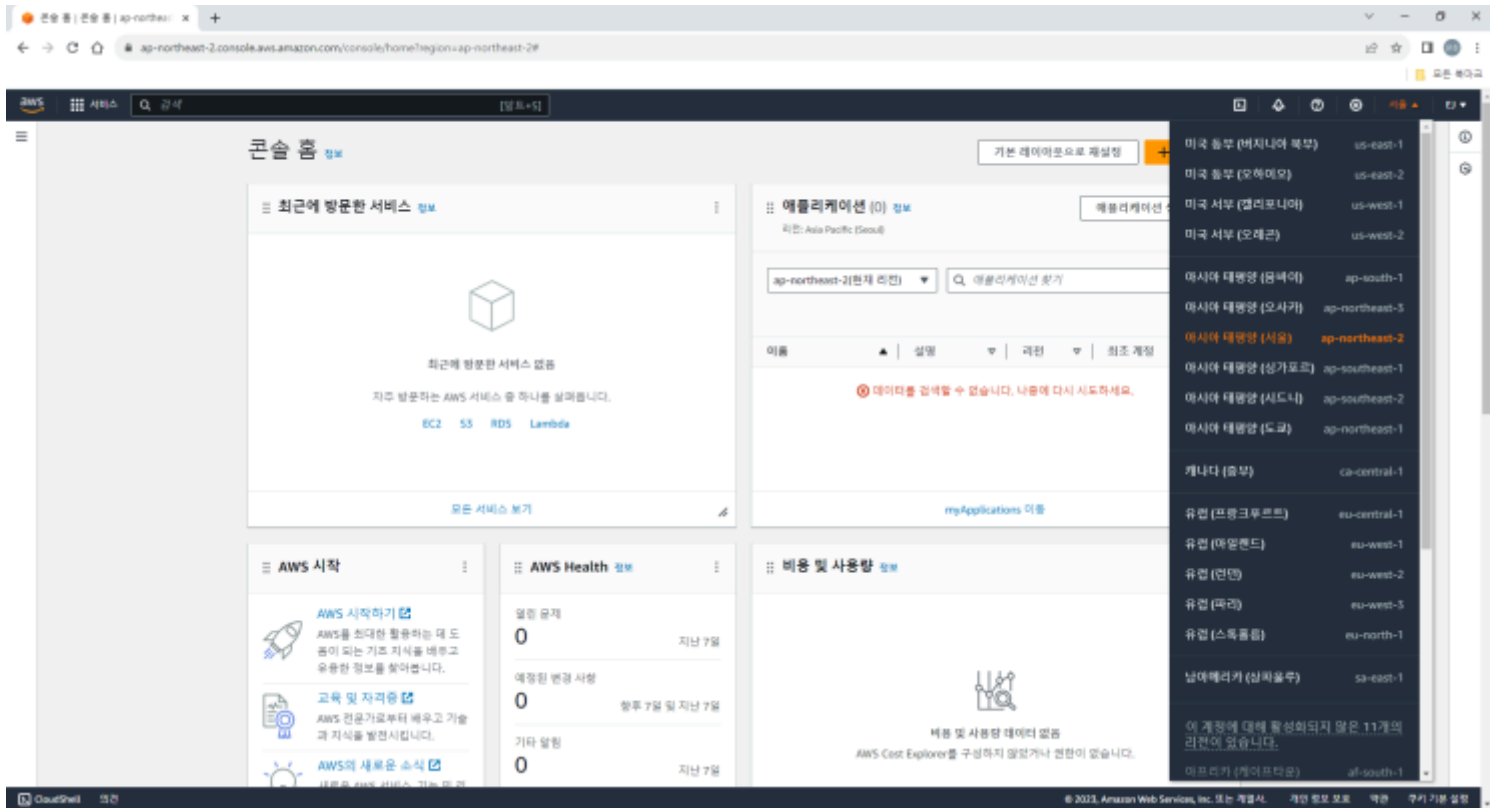 콘솔 홈 | 콘솔 홈 | ap-northeas
ap-northeast-2.console.aws.amazon.com/console/home?region=ap-northeast-2#
모든 북마크
aws
서비스
검색
[알트+S]
서울
콘솔 홈 정보
기본 레이아웃으로 재설정
+
최근에 방문한 서비스 정보
최근에 방문한 서비스 없음
자주 방문하는 AWS 서비스 중 하나를 살펴봅니다.
EC2 S3 RDS Lambda
모든 서비스 보기
애플리케이션 (0) 정보
애플리케이션
리전: Asia Pacific (Seoul)
ap-northeast-2(현재 리전)
애플리케이션 찾기
이름
설명
리전
최초 계정
데이터를 검색할 수 없습니다. 나중에 다시 시도하세요.
myApplications 이동
AWS 시작
AWS 시작하기
AWS를 최대한 활용하는 데 도
움이 되는 기초 지식을 배우고
유용한 정보를 찾아봅니다.
교육 및 자격증
AWS 전문가로부터 배우고 기술
과 지식을 발전시킵니다.
AWS의 새로운 소식
AWS Health 정보
열린 문제
0
지난 7일
예정된 변경 사항
0
향후 7일 및 지난 7일
기타 알림
0
지난 7일
비용 및 사용량 정보
비용 및 사용량 데이터 없음
AWS Cost Explorer를 구성하지 않았거나 권한이 없습니다.
미국 동부 (버지니아 북부) us-east-1
미국 동부 (오하이오) us-east-2
미국 서부 (캘리포니아) us-west-1
미국 서부 (오레곤) us-west-2
아시아 태평양 (뭄바이) ap-south-1
아시아 태평양 (오사카) ap-northeast-3
아시아 태평양 (서울) ap-northeast-2
아시아 태평양 (싱가포르) ap-southeast-1
아시아 태평양 (시드니) ap-southeast-2
아시아 태평양 (도쿄) ap-northeast-1
캐나다 (중부) ca-central-1
유럽 (프랑크푸르트) eu-central-1
유럽 (아일랜드) eu-west-1
유럽 (런던) eu-west-2
유럽 (파리) eu-west-3
유럽 (스톡홀름) eu-north-1
남아메리카 (상파울루) sa-east-1
이 계정에 대해 활성화되지 않은 11개의
리전이 있습니다.
아프리카 (케이프타운) af-south-1
CloudShell 의견
© 2023, Amazon Web Services, Inc. 또는 계열사. 개인 정보 보호 약관 쿠키 기본 설정